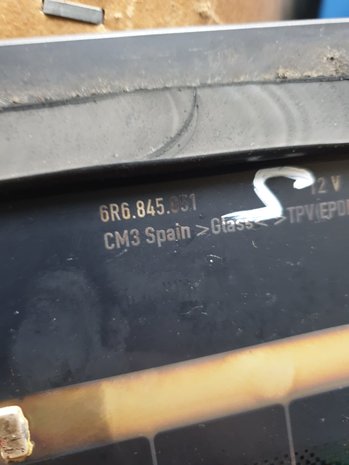 6R6.845.051 12 V
CM3 Spain >Glass< >TPV(EPDM